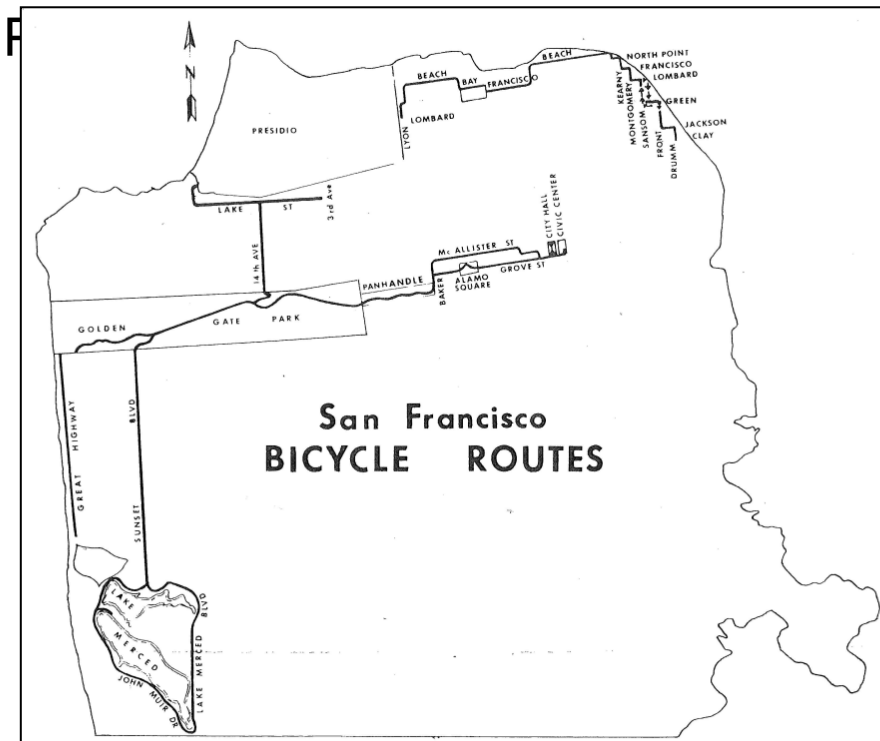 N
BEACH
NORTH POINT
FRANCISCO
LOMBARD
BEACH
BAY
FRANCISCO
KEARNY
MONTGOMERY
SANSOM
GREEN
FRONT
JACKSON
CLAY
DRUMM
LYON
LOMBARD
PRESIDIO
LAKE ST
3rd Ave
14th AVE
CITY HALL
CIVIC CENTER
Mc ALLISTER ST
GROVE ST
ALAMO
SQUARE
BAKER
PANHANDLE
GOLDEN GATE PARK
GREAT HIGHWAY
SUNSET BLVD
San Francisco
BICYCLE ROUTES
LAKE
MERCED
LAKE MERCED BLVD
JOHN MUIR DR